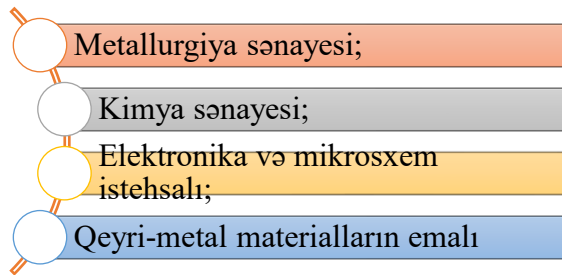 Metallurgiya sənayesi;
Kimya sənayesi;
Elektronika və mikrosxem
istehsalı;
Qeyri-metal materialların emalı